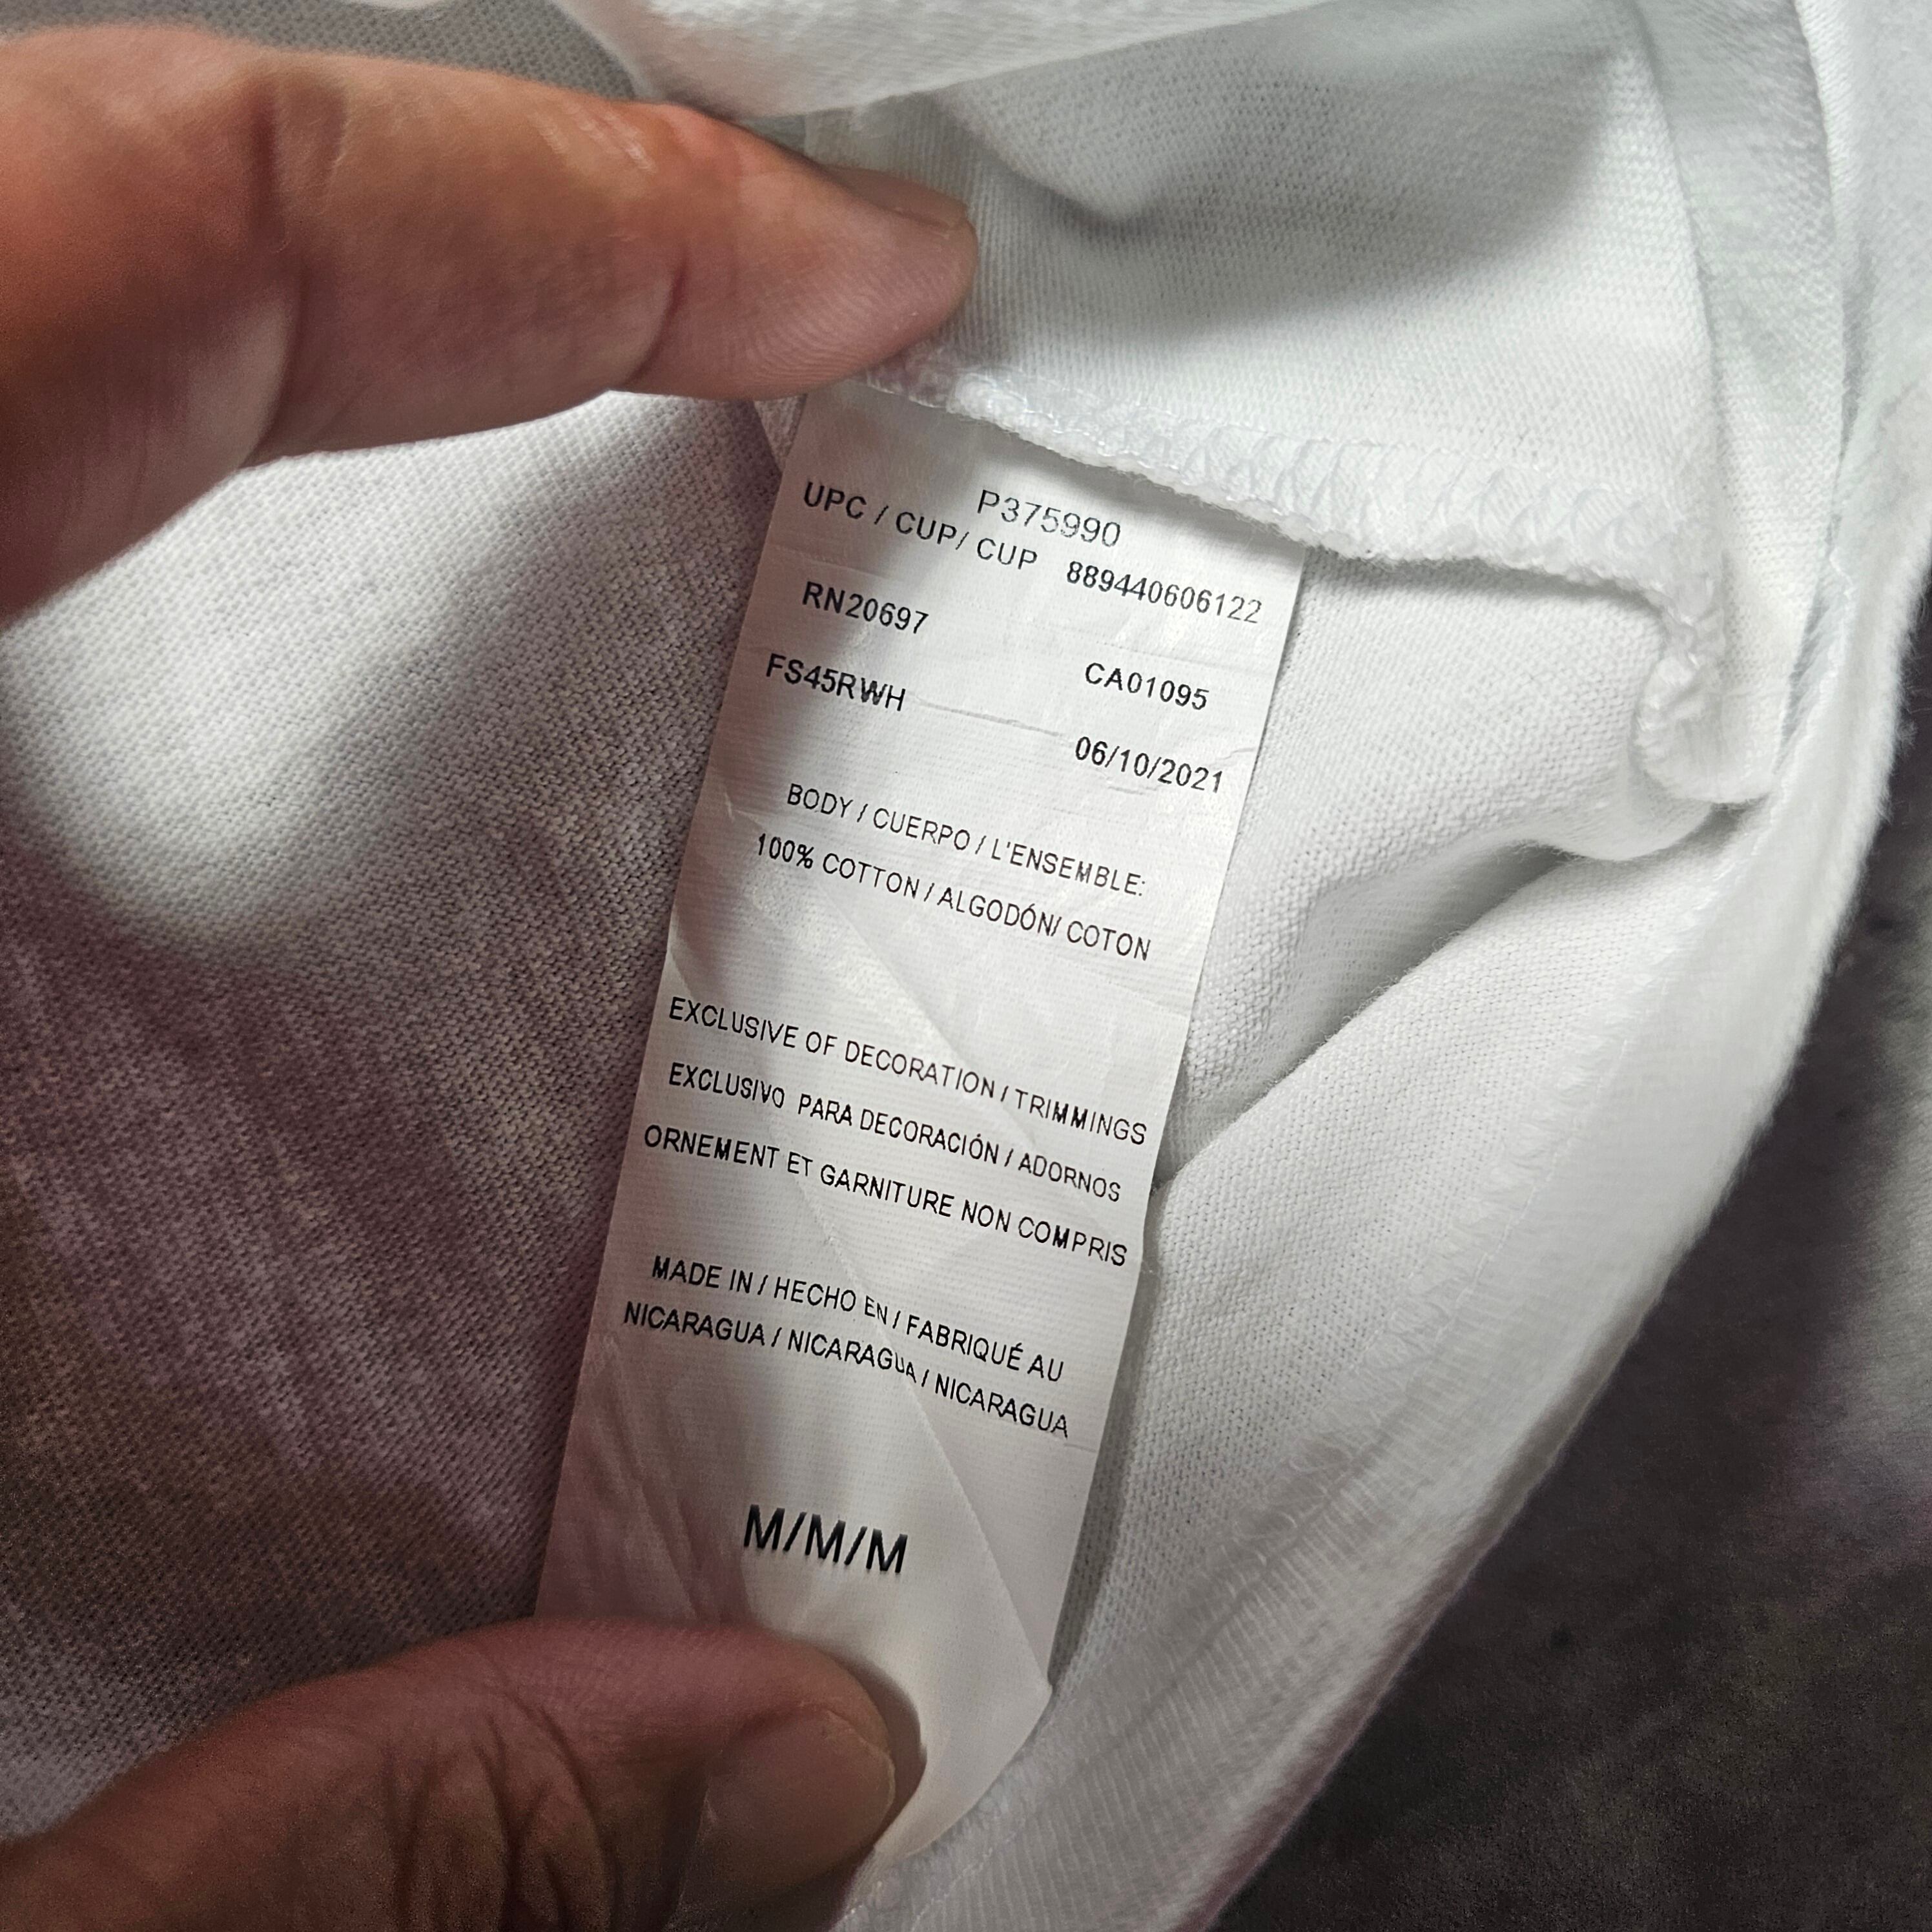 P375990
UPC / CUP/ CUP 889440606122
RN20697 CA01095
FS45RWH 06/10/2021
BODY / CUERPO / L'ENSEMBLE:
100% COTTON / ALGODÓN/ COTON
EXCLUSIVE OF DECORATION / TRIMMINGS
EXCLUSIVO PARA DECORACIÓN / ADORNOS
ORNEMENT ET GARNITURE NON COMPRIS
MADE IN / HECHO EN / FABRIQUÉ AU
NICARAGUA / NICARAGUA / NICARAGUA
M/M/M